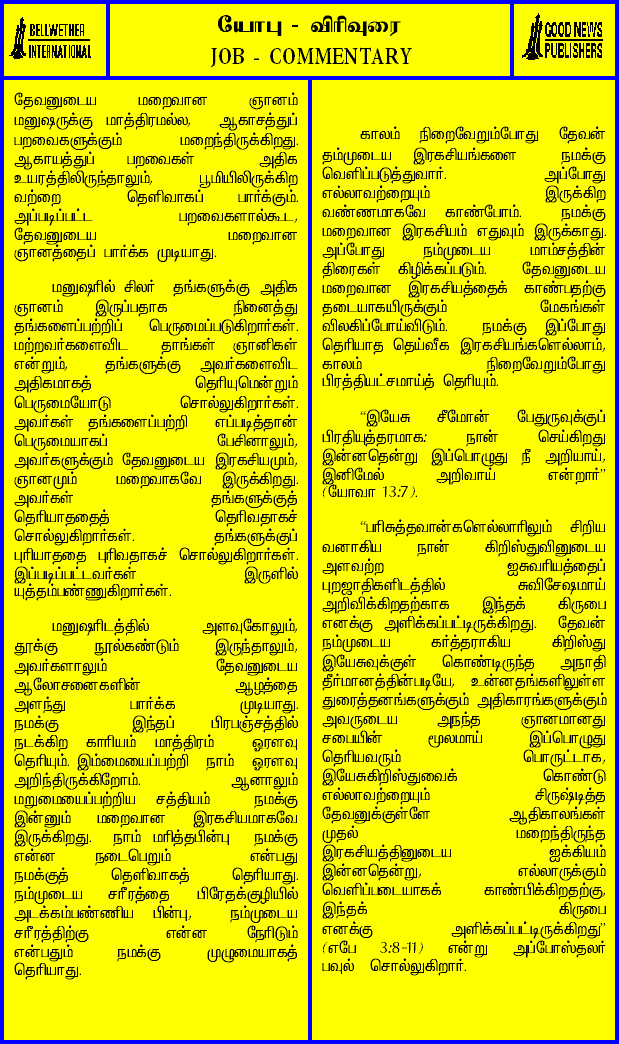 BELLWETHER
INTERNATIONAL
யோபு - விரிவுரை
JOB - COMMENTARY
GOOD NEWS
PUBLISHERS
தேவனுடைய மறைவான ஞானம்
மனுஷருக்கு மாத்திரமல்ல, ஆகாசத்துப்
பறவைகளுக்கும் மறைந்திருக்கிறது.
ஆகாயத்துப் பறவைகள் அதிக
உயரத்திலிருந்தாலும், பூமியிலிருக்கிற
வற்றை தெளிவாகப் பார்க்கும்.
அப்படிப்பட்ட பறவைகளால்கூட,
தேவனுடைய மறைவான
ஞானத்தைப் பார்க்க முடியாது.
மனுஷரில் சிலர் தங்களுக்கு அதிக
ஞானம் இருப்பதாக நினைத்து
தங்களைப்பற்றிப் பெருமைப்படுகிறார்கள்.
மற்றவர்களைவிட தாங்கள் ஞானிகள்
என்றும், தங்களுக்கு அவர்களைவிட
அதிகமாகத் தெரியுமென்றும்
பெருமையோடு சொல்லுகிறார்கள்.
அவர்கள் தங்களைப்பற்றி எப்படித்தான்
பெருமையாகப் பேசினாலும்,
அவர்களுக்கும் தேவனுடைய இரகசியமும்,
ஞானமும் மறைவாகவே இருக்கிறது.
அவர்கள் தங்களுக்குத்
தெரியாததைத் தெரிவதாகச்
சொல்லுகிறார்கள். தங்களுக்குப்
புரியாததை புரிவதாகச் சொல்லுகிறார்கள்.
இப்படிப்பட்டவர்கள் இருளில்
யுத்தம்பண்ணுகிறார்கள்.
மனுஷரிடத்தில் அளவுகோலும்,
தூக்கு நூல்கண்டும் இருந்தாலும்,
அவர்களாலும் தேவனுடைய
ஆலோசனைகளின் ஆழத்தை
அளந்து பார்க்க முடியாது.
நமக்கு இந்தப் பிரபஞ்சத்தில்
நடக்கிற காரியம் மாத்திரம் ஓரளவு
தெரியும். இம்மையைப்பற்றி நாம் ஓரளவு
அறிந்திருக்கிறோம். ஆனாலும்
மறுமையைப்பற்றிய சத்தியம் நமக்கு
இன்னும் மறைவான இரகசியமாகவே
இருக்கிறது. நாம் மரித்தபின்பு நமக்கு
என்ன நடைபெறும் என்பது
நமக்குத் தெளிவாகத் தெரியாது.
நம்முடைய சரீரத்தை பிரேதக்குழியில்
அடக்கம்பண்ணிய பின்பு, நம்முடைய
சரீரத்திற்கு என்ன நேரிடும்
என்பதும் நமக்கு முழுமையாகத்
தெரியாது.
காலம் நிறைவேறும்போது தேவன்
தம்முடைய இரகசியங்களை நமக்கு
வெளிப்படுத்துவார். அப்போது
எல்லாவற்றையும் இருக்கிற
வண்ணமாகவே காண்போம். நமக்கு
மறைவான இரகசியம் எதுவும் இருக்காது.
அப்போது நம்முடைய மாம்சத்தின்
திரைகள் கிழிக்கப்படும். தேவனுடைய
மறைவான இரகசியத்தைக் காண்பதற்கு
தடையாகயிருக்கும் மேகங்கள்
விலகிப்போய்விடும். நமக்கு இப்போது
தெரியாத தெய்வீக இரகசியங்களெல்லாம்,
காலம் நிறைவேறும்போது
பிரத்தியட்சமாய்த் தெரியும்.
“இயேசு சீமோன் பேதுருவுக்குப்
பிரதியுத்தரமாக: நான் செய்கிறது
இன்னதென்று இப்பொழுது நீ அறியாய்,
இனிமேல் அறிவாய் என்றார்”
(யோவா 13:7).
“பரிசுத்தவான்களெல்லாரிலும் சிறிய
வனாகிய நான் கிறிஸ்துவினுடைய
அளவற்ற ஐசுவரியத்தைப்
புறஜாதிகளிடத்தில் சுவிசேஷமாய்
அறிவிக்கிறதற்காக இந்தக் கிருபை
எனக்கு அளிக்கப்பட்டிருக்கிறது. தேவன்
நம்முடைய கர்த்தராகிய கிறிஸ்து
இயேசுவுக்குள் கொண்டிருந்த அநாதி
தீர்மானத்தின்படியே, உன்னதங்களிலுள்ள
துரைத்தனங்களுக்கும் அதிகாரங்களுக்கும்
அவருடைய அநந்த ஞானமானது
சபையின் மூலமாய் இப்பொழுது
தெரியவரும் பொருட்டாக,
இயேசுகிறிஸ்துவைக் கொண்டு
எல்லாவற்றையும் சிருஷ்டித்த
தேவனுக்குள்ளே ஆதிகாலங்கள்
முதல் மறைந்திருந்த
இரகசியத்தினுடைய ஐக்கியம்
இன்னதென்று, எல்லாருக்கும்
வெளிப்படையாகக் காண்பிக்கிறதற்கு,
இந்தக் கிருபை
எனக்கு அளிக்கப்பட்டிருக்கிறது”
(எபே 3:8-11) என்று அப்போஸ்தலர்
பவுல் சொல்லுகிறார்.